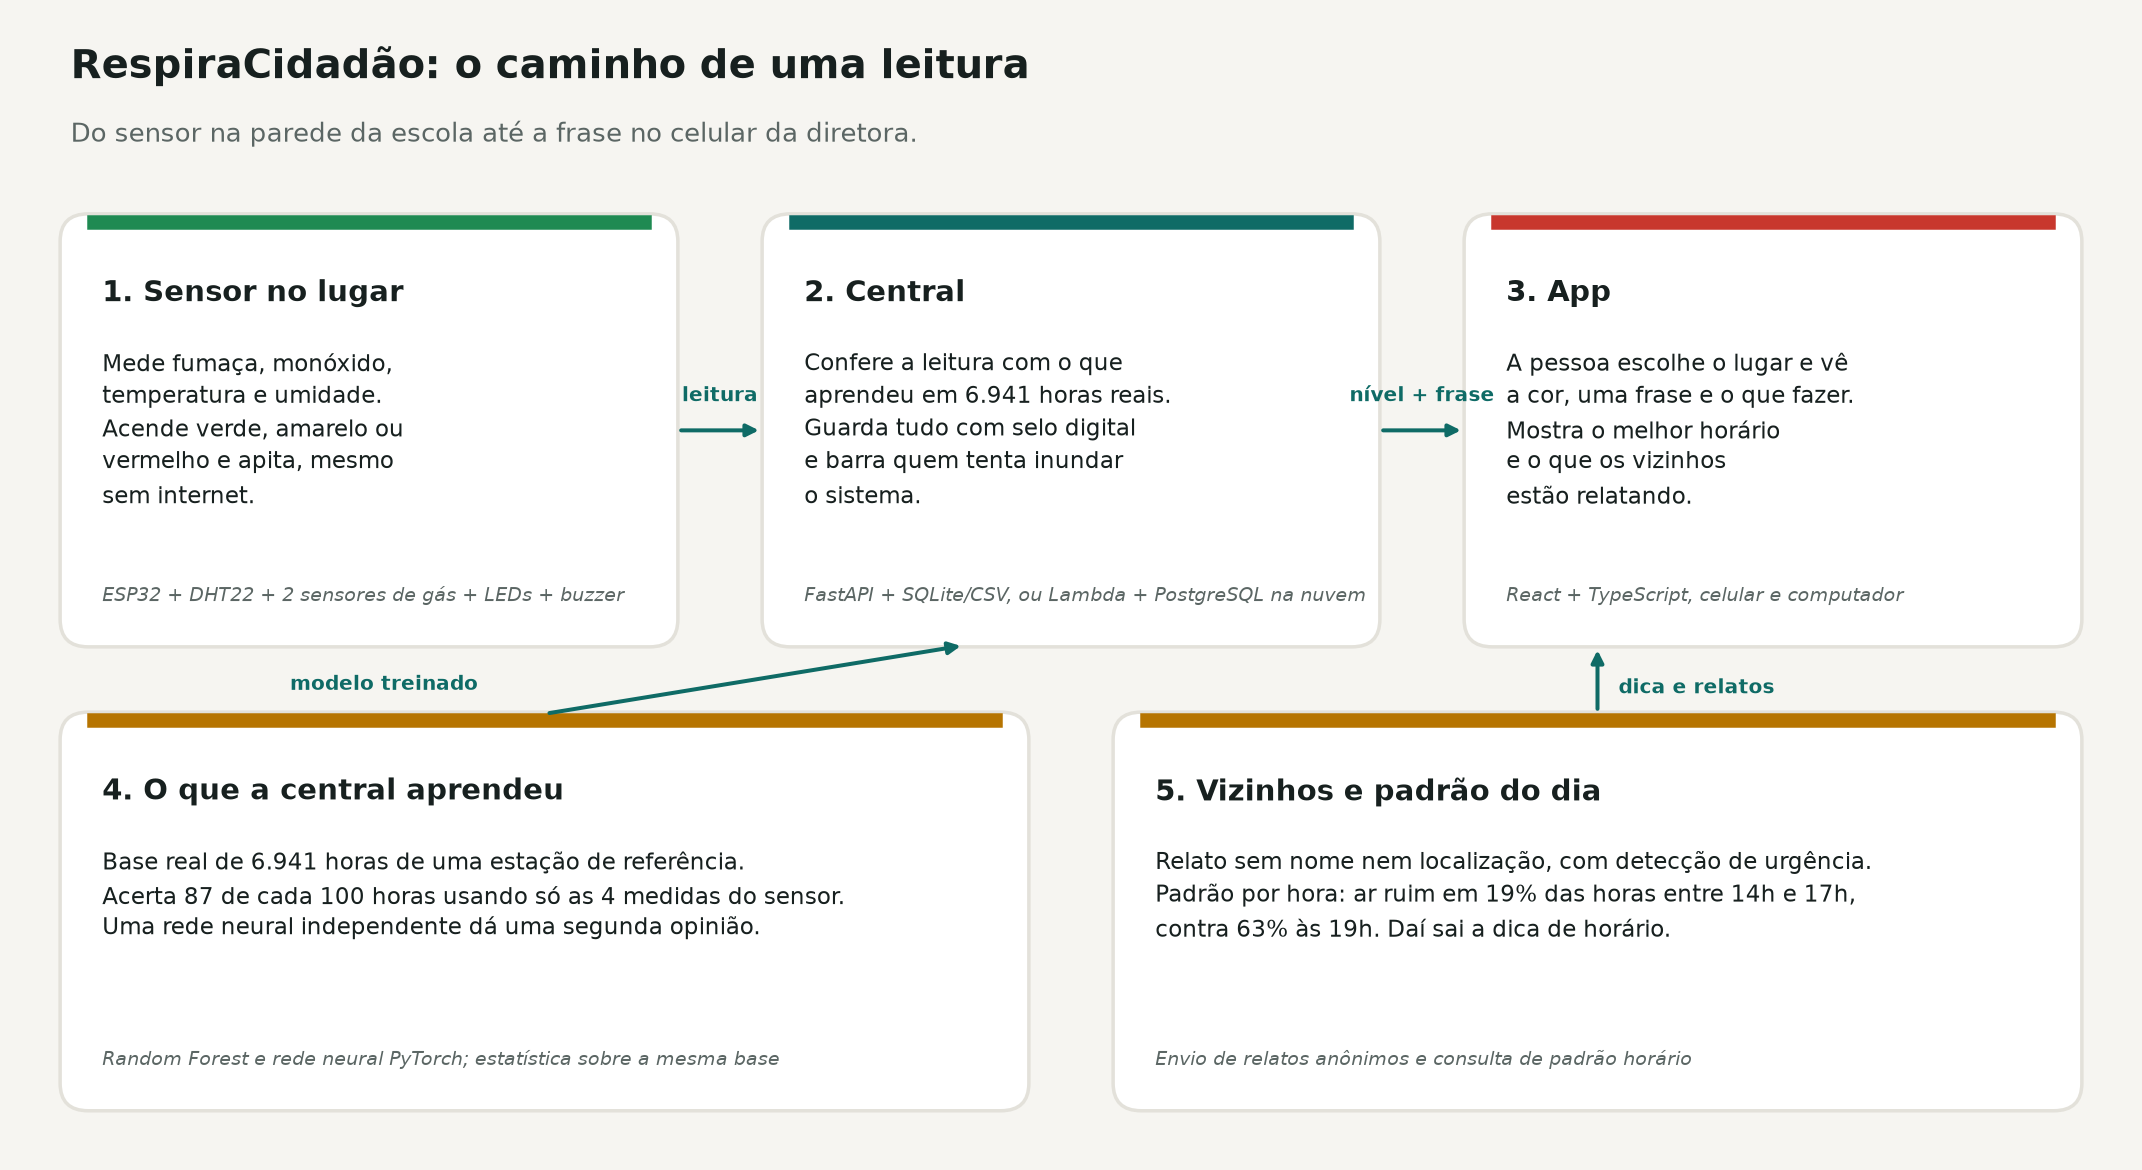 RespiraCidadão: o caminho de uma leitura
Do sensor na parede da escola até a frase no celular da diretora.
1. Sensor no lugar
Mede fumaça, monóxido,
temperatura e umidade.
Acende verde, amarelo ou
vermelho e apita, mesmo
sem internet.
ESP32 + DHT22 + 2 sensores de gás + LEDs + buzzer
leitura
2. Central
Confere a leitura com o que
aprendeu em 6.941 horas reais.
Guarda tudo com selo digital
e barra quem tenta inundar
o sistema.
FastAPI + SQLite/CSV, ou Lambda + PostgreSQL na nuvem
nível + frase
3. App
A pessoa escolhe o lugar e vê
a cor, uma frase e o que fazer.
Mostra o melhor horário
e o que os vizinhos
estão relatando.
React + TypeScript, celular e computador
modelo treinado
dica e relatos
4. O que a central aprendeu
Base real de 6.941 horas de uma estação de referência.
Acerta 87 de cada 100 horas usando só as 4 medidas do sensor.
Uma rede neural independente dá uma segunda opinião.
Random Forest e rede neural PyTorch; estatística sobre a mesma base
5. Vizinhos e padrão do dia
Relato sem nome nem localização, com detecção de urgência.
Padrão por hora: ar ruim em 19% das horas entre 14h e 17h,
contra 63% às 19h. Daí sai a dica de horário.
Envio de relatos anônimos e consulta de padrão horário